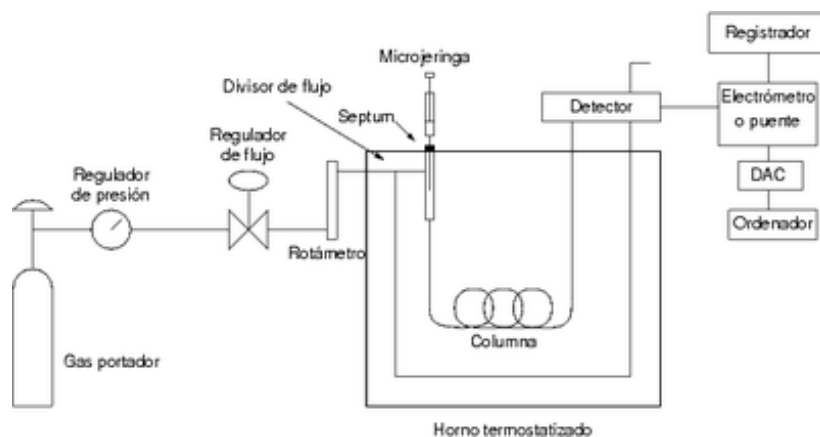 Registrador
Microjeringa
Divisor de flujo
Detector
Electrómetro
o puente
Septum
Regulador
de flujo
Regulador
de presión
DAC
Ordenador
Rotámetro
Columna
Gas portador
Horno termostatizado